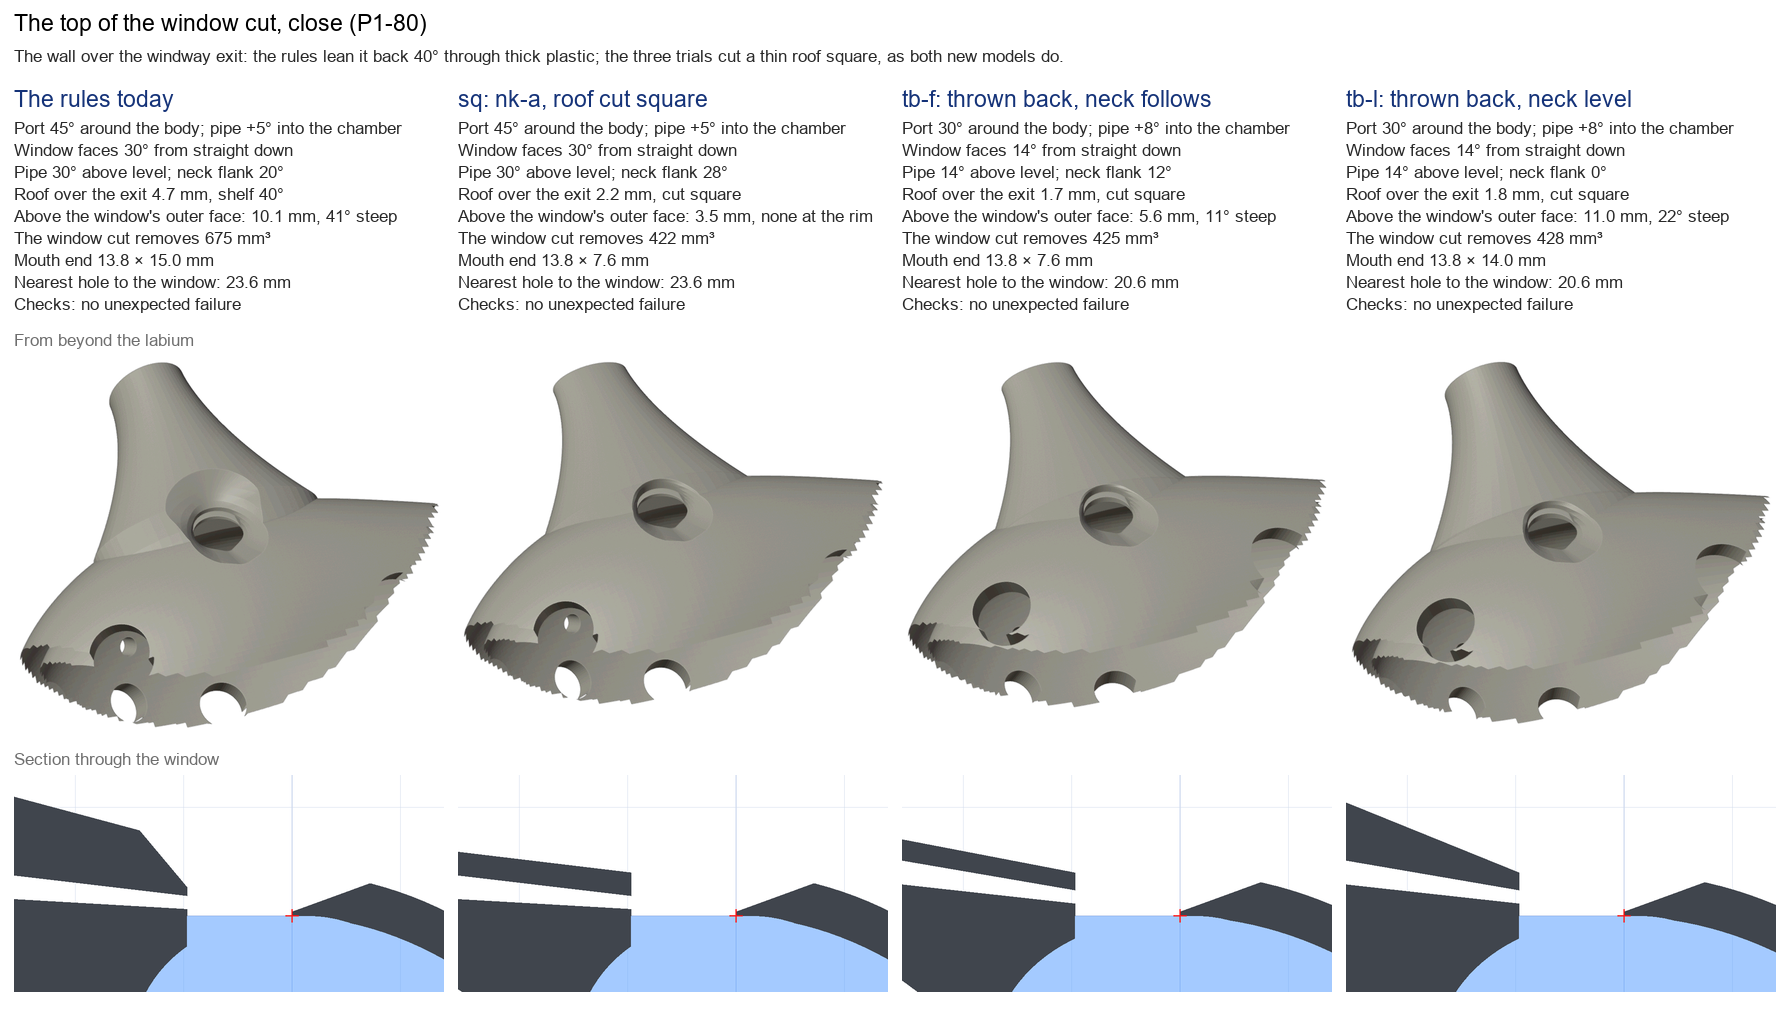 The top of the window cut, close (P1-80)
The wall over the windway exit: the rules lean it back 40° through thick plastic; the three trials cut a thin roof square, as both new models do.
The rules today
Port 45° around the body; pipe +5° into the chamber
Window faces 30° from straight down
Pipe 30° above level; neck flank 20°
Roof over the exit 4.7 mm, shelf 40°
Above the window's outer face: 10.1 mm, 41° steep
The window cut removes 675 mm³
Mouth end 13.8 × 15.0 mm
Nearest hole to the window: 23.6 mm
Checks: no unexpected failure
sq: nk-a, roof cut square
Port 45° around the body; pipe +5° into the chamber
Window faces 30° from straight down
Pipe 30° above level; neck flank 28°
Roof over the exit 2.2 mm, cut square
Above the window's outer face: 3.5 mm, none at the rim
The window cut removes 422 mm³
Mouth end 13.8 × 7.6 mm
Nearest hole to the window: 23.6 mm
Checks: no unexpected failure
tb-f: thrown back, neck follows
Port 30° around the body; pipe +8° into the chamber
Window faces 14° from straight down
Pipe 14° above level; neck flank 12°
Roof over the exit 1.7 mm, cut square
Above the window's outer face: 5.6 mm, 11° steep
The window cut removes 425 mm³
Mouth end 13.8 × 7.6 mm
Nearest hole to the window: 20.6 mm
Checks: no unexpected failure
tb-l: thrown back, neck level
Port 30° around the body; pipe +8° into the chamber
Window faces 14° from straight down
Pipe 14° above level; neck flank 0°
Roof over the exit 1.8 mm, cut square
Above the window's outer face: 11.0 mm, 22° steep
The window cut removes 428 mm³
Mouth end 13.8 × 14.0 mm
Nearest hole to the window: 20.6 mm
Checks: no unexpected failure
From beyond the labium
Section through the window